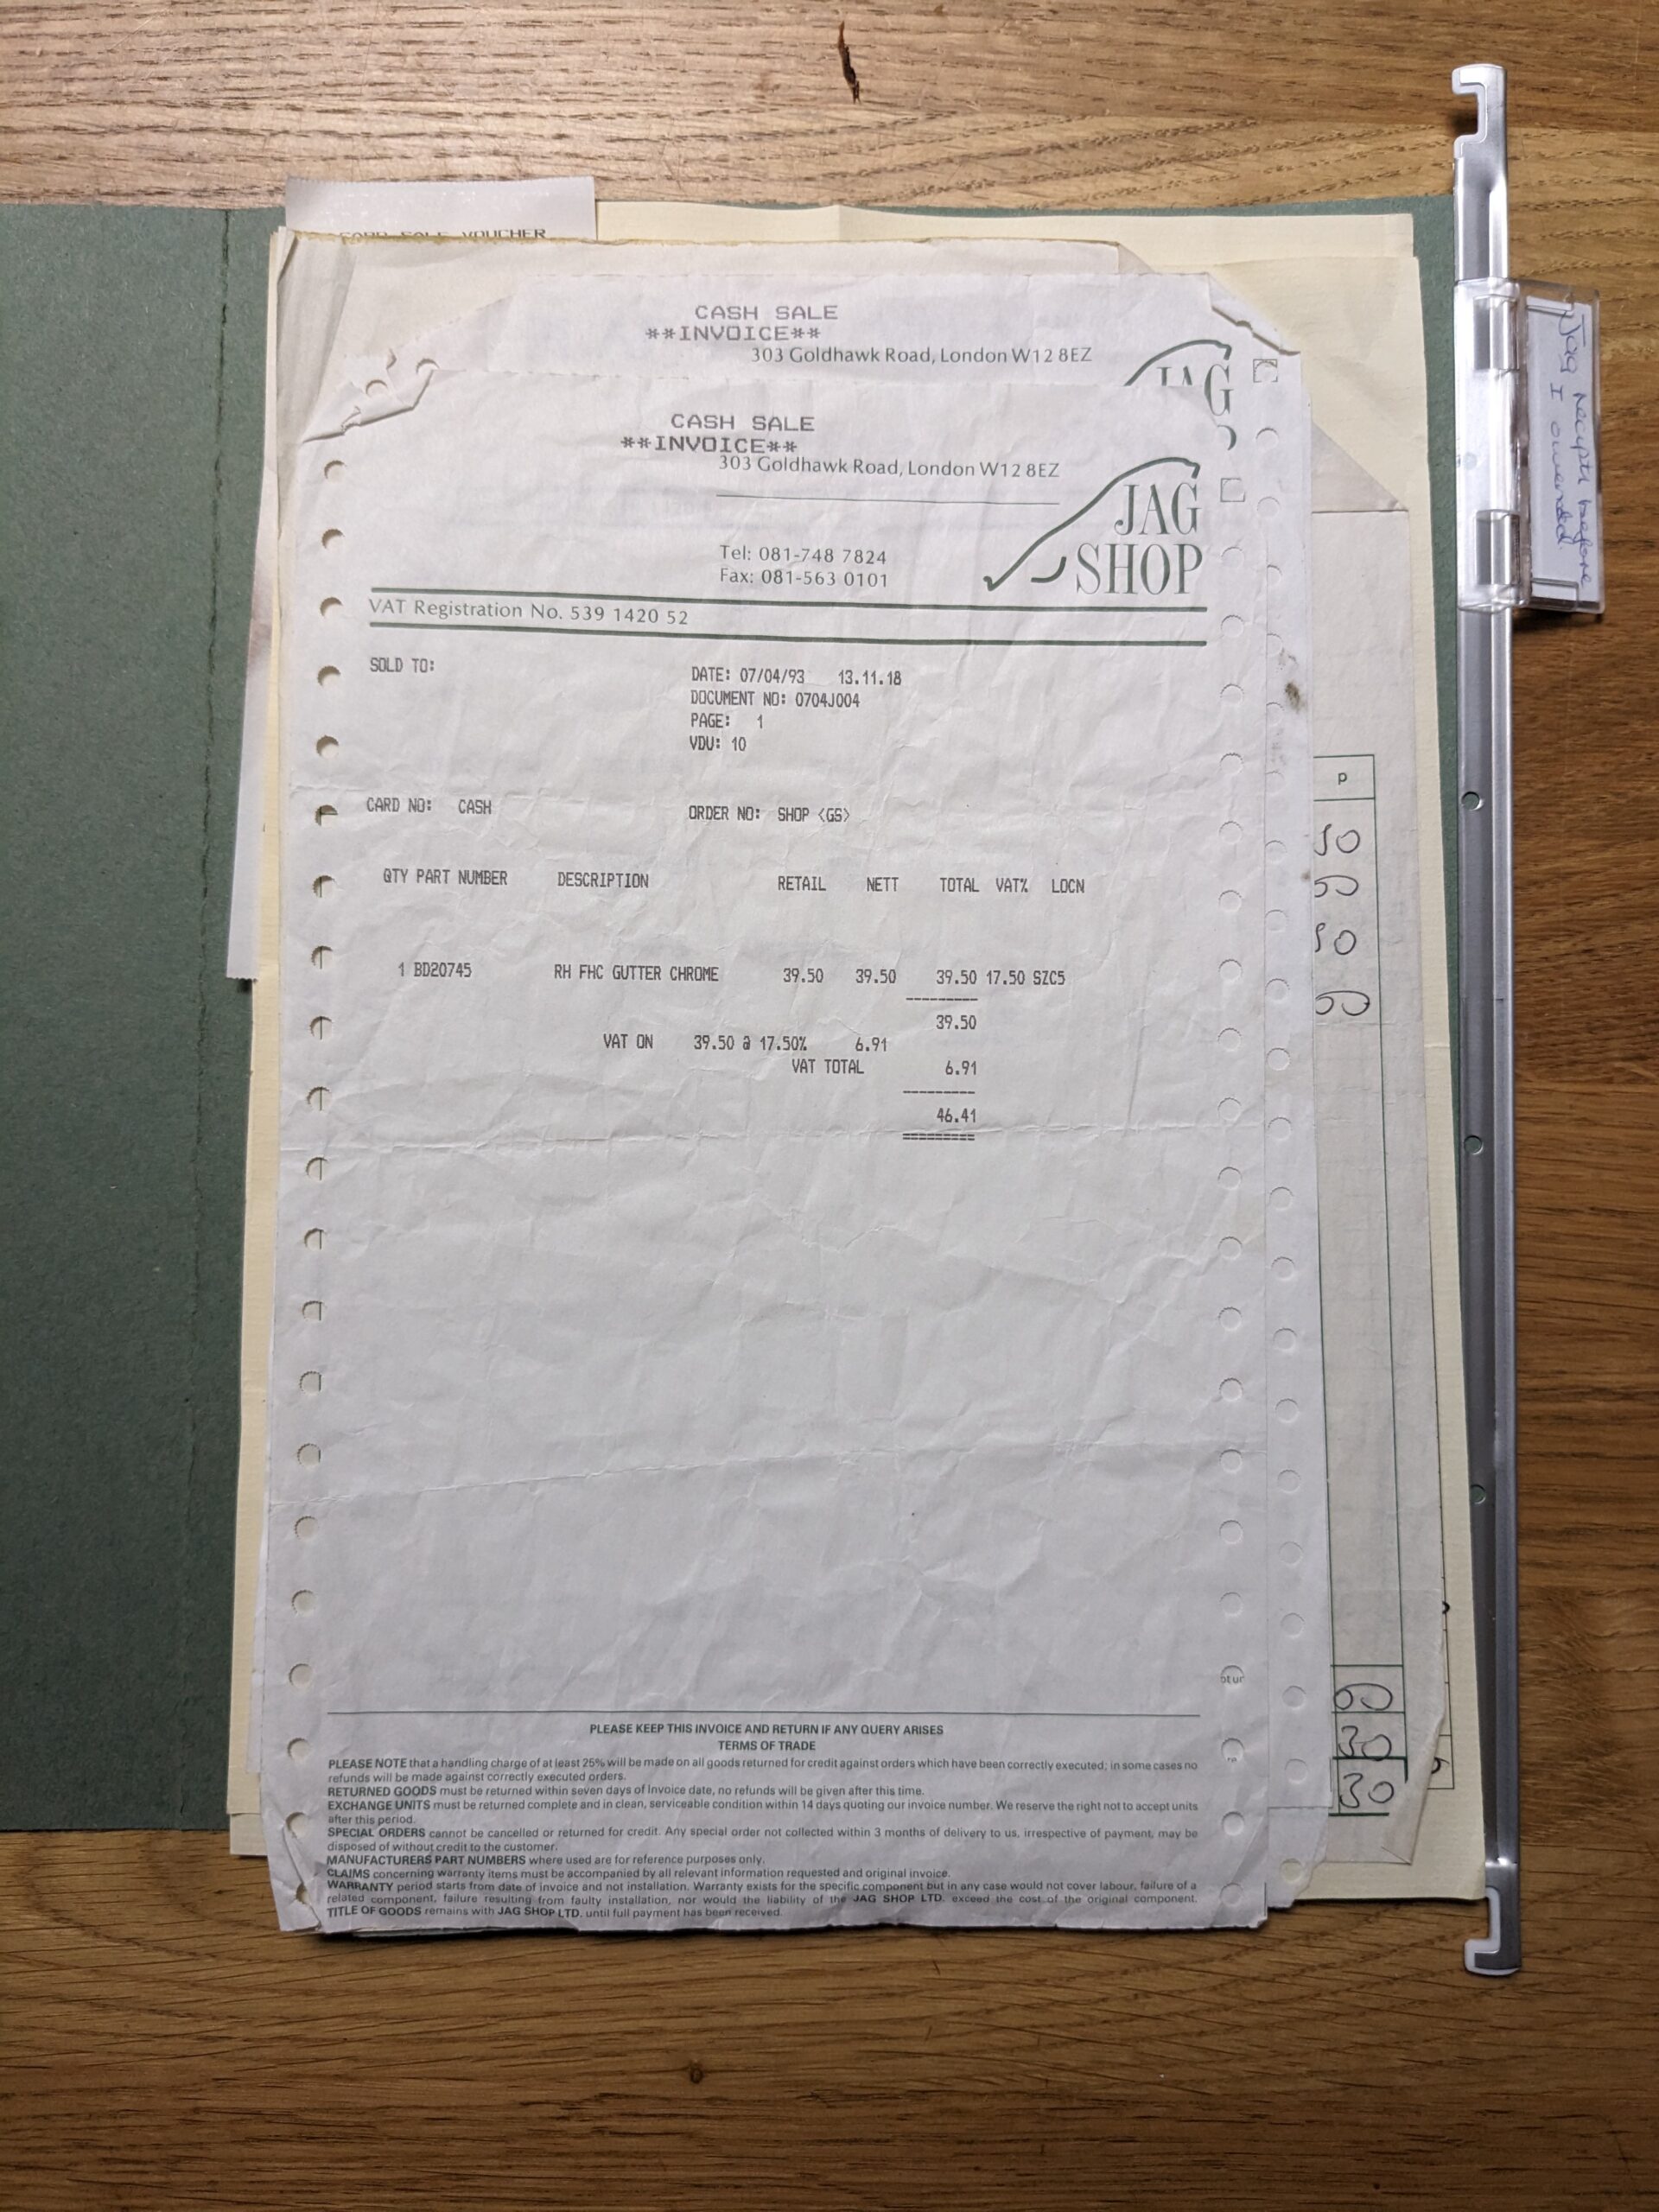 CARD SALE VOUCHER
CASH SALE
**INVOICE**
303 Goldhawk Road, London W12 8EZ
JAG
CASH SALE
**INVOICE**
303 Goldhawk Road, London W12 8EZ
JAG
SHOP
Tel: 081-748 7824
Fax: 081-563 0101
VAT Registration No. 539 1420 52
SOLD TO:
DATE: 07/04/93 13.11.18
DOCUMENT NO: 0704J004
PAGE: 1
VDU: 10
CARD NO: CASH ORDER NO: SHOP <GS>
QTY PART NUMBER DESCRIPTION RETAIL NETT TOTAL VAT% LOCN
1 BD20745 RH FHC GUTTER CHROME 39.50 39.50 39.50 17.50 SZC5
39.50
VAT ON 39.50 @ 17.50% 6.91
VAT TOTAL 6.91
46.41
PLEASE KEEP THIS INVOICE AND RETURN IF ANY QUERY ARISES
TERMS OF TRADE
PLEASE NOTE that a handling charge of at least 25% will be made on all goods returned for credit against orders which have been correctly executed; in some cases no
refunds will be made against correctly executed orders.
RETURNED GOODS must be returned within seven days of Invoice date, no refunds will be given after this time.
EXCHANGE UNITS must be returned complete and in clean, serviceable condition within 14 days quoting our invoice number. We reserve the right not to accept units
after this period.
SPECIAL ORDERS cannot be cancelled or returned for credit. Any special order not collected within 3 months of delivery to us, irrespective of payment, may be
disposed of without credit to the customer.
MANUFACTURERS PART NUMBERS where used are for reference purposes only.
CLAIMS concerning warranty items must be accompanied by all relevant information requested and original invoice.
WARRANTY period starts from date of invoice and not installation. Warranty exists for the specific component but in any case would not cover labour, failure of a
related component, failure resulting from faulty installation, nor would the liability of the JAG SHOP LTD. exceed the cost of the original component.
TITLE OF GOODS remains with JAG SHOP LTD. until full payment has been received.
p
50
00
50
00
60
30
30
Jag
before
I owned.